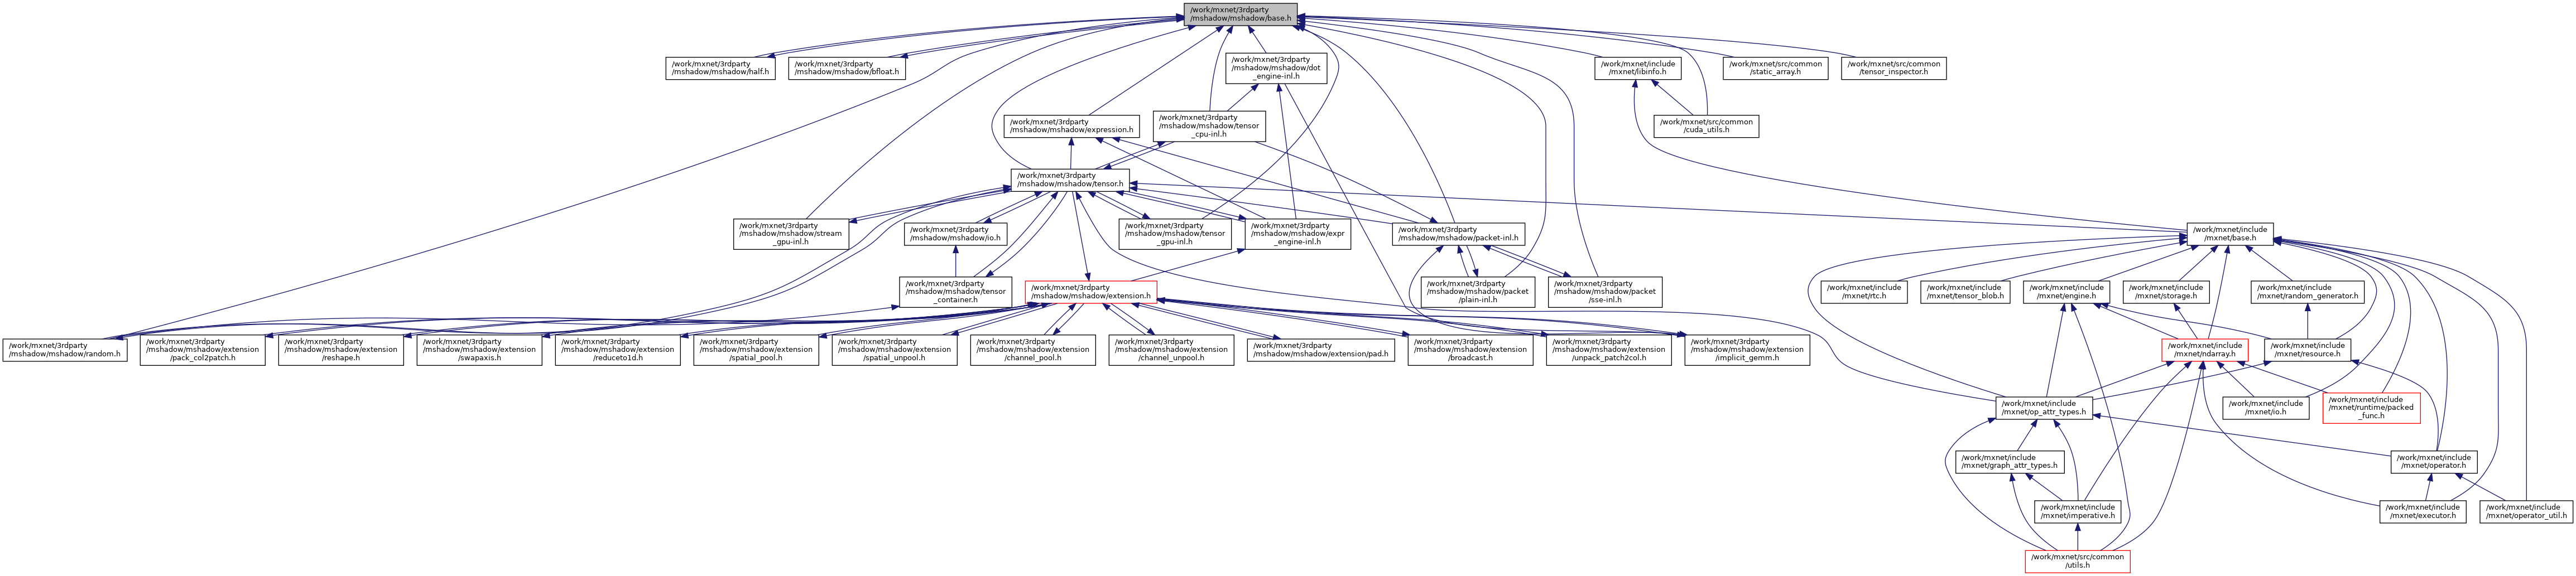 /work/mxnet/3rdparty
/mshadow/mshadow/base.h
/work/mxnet/3rdparty
/mshadow/mshadow/half.h
/work/mxnet/3rdparty
/mshadow/mshadow/bfloat.h
/work/mxnet/3rdparty
/mshadow/mshadow/dot
_engine-inl.h
/work/mxnet/include
/mxnet/libinfo.h
/work/mxnet/src/common
/static_array.h
/work/mxnet/src/common
/tensor_inspector.h
/work/mxnet/3rdparty
/mshadow/mshadow/expression.h
/work/mxnet/3rdparty
/mshadow/mshadow/tensor
_cpu-inl.h
/work/mxnet/src/common
/cuda_utils.h
/work/mxnet/3rdparty
/mshadow/mshadow/tensor.h
/work/mxnet/3rdparty
/mshadow/mshadow/stream
_gpu-inl.h
/work/mxnet/3rdparty
/mshadow/mshadow/io.h
/work/mxnet/3rdparty
/mshadow/mshadow/tensor
_gpu-inl.h
/work/mxnet/3rdparty
/mshadow/mshadow/expr
_engine-inl.h
/work/mxnet/3rdparty
/mshadow/mshadow/packet-inl.h
/work/mxnet/include
/mxnet/base.h
/work/mxnet/3rdparty
/mshadow/mshadow/tensor
_container.h
/work/mxnet/3rdparty
/mshadow/mshadow/extension.h
/work/mxnet/3rdparty
/mshadow/mshadow/packet
/plain-inl.h
/work/mxnet/3rdparty
/mshadow/mshadow/packet
/sse-inl.h
/work/mxnet/include
/mxnet/rtc.h
/work/mxnet/include
/mxnet/tensor_blob.h
/work/mxnet/include
/mxnet/engine.h
/work/mxnet/include
/mxnet/storage.h
/work/mxnet/include
/mxnet/random_generator.h
/work/mxnet/3rdparty
/mshadow/mshadow/random.h
/work/mxnet/3rdparty
/mshadow/mshadow/extension
/pack_col2patch.h
/work/mxnet/3rdparty
/mshadow/mshadow/extension
/reshape.h
/work/mxnet/3rdparty
/mshadow/mshadow/extension
/swapaxis.h
/work/mxnet/3rdparty
/mshadow/mshadow/extension
/reduceto1d.h
/work/mxnet/3rdparty
/mshadow/mshadow/extension
/spatial_pool.h
/work/mxnet/3rdparty
/mshadow/mshadow/extension
/spatial_unpool.h
/work/mxnet/3rdparty
/mshadow/mshadow/extension
/channel_pool.h
/work/mxnet/3rdparty
/mshadow/mshadow/extension
/channel_unpool.h
/work/mxnet/3rdparty
/mshadow/mshadow/extension/pad.h
/work/mxnet/3rdparty
/mshadow/mshadow/extension
/broadcast.h
/work/mxnet/3rdparty
/mshadow/mshadow/extension
/unpack_patch2col.h
/work/mxnet/3rdparty
/mshadow/mshadow/extension
/implicit_gemm.h
/work/mxnet/include
/mxnet/ndarray.h
/work/mxnet/include
/mxnet/resource.h
/work/mxnet/include
/mxnet/op_attr_types.h
/work/mxnet/include
/mxnet/io.h
/work/mxnet/include
/mxnet/runtime/packed
_func.h
/work/mxnet/include
/mxnet/graph_attr_types.h
/work/mxnet/include
/mxnet/operator.h
/work/mxnet/include
/mxnet/imperative.h
/work/mxnet/include
/mxnet/executor.h
/work/mxnet/include
/mxnet/operator_util.h
/work/mxnet/src/common
/utils.h